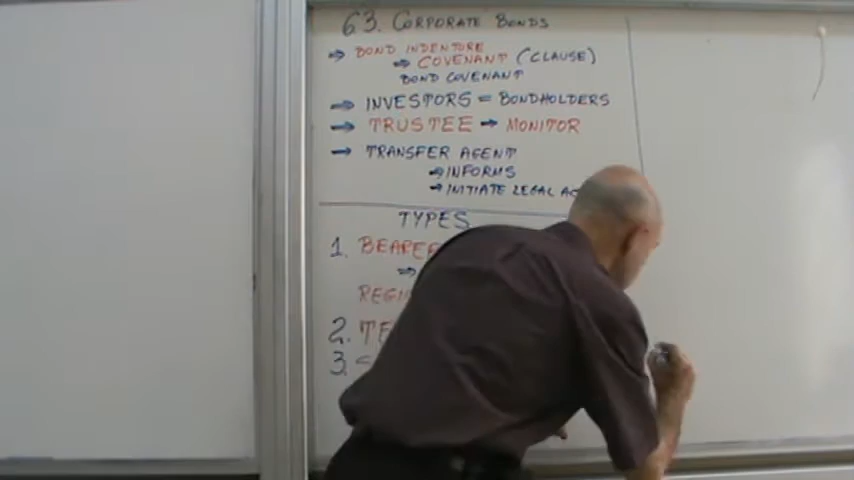 63. CORPORATE BONDS
⇒ BOND INDENTURE
→ COVENANT (CLAUSE)
BOND COVENANT
⇒ INVESTORS = BONDHOLDERS
⇒ TRUSTEE → MONITOR
→ TRANSFER AGENT
→ INFORMS
→ INITIATE LEGAL
TYPES
1.
2.
3.